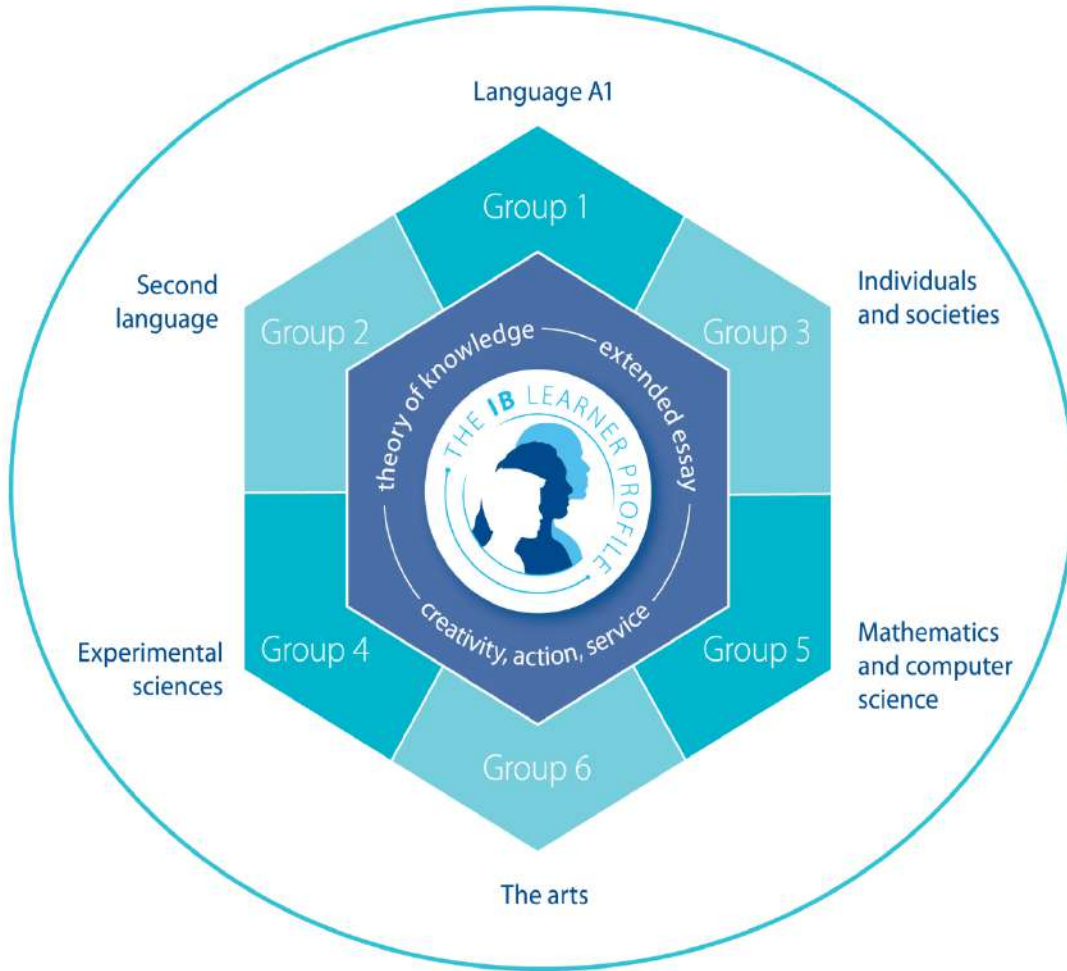 Language A1
Group 1
Second
language
Group 2
Group 3
Individuals
and societies
theory of knowledge
extended essay
THE IB LEARNER PROFILE
creativity, action, service
Experimental
sciences
Group 4
Group 5
Mathematics
and computer
science
Group 6
The arts